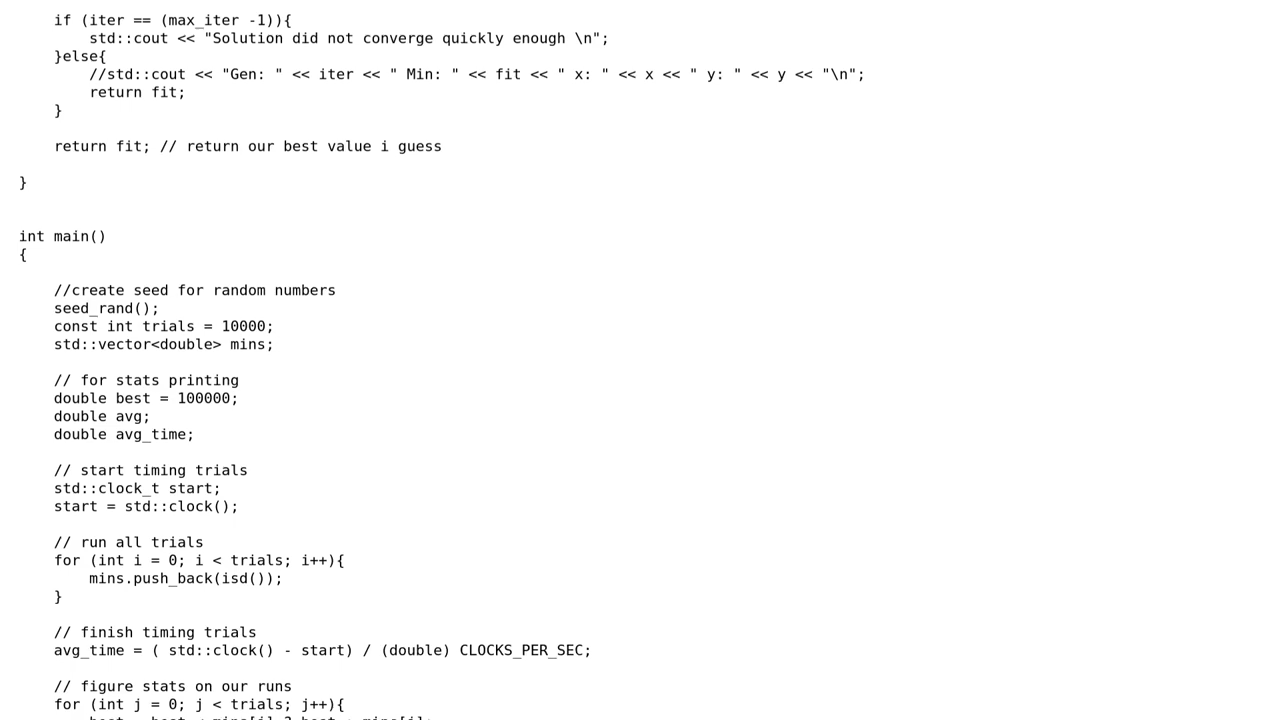 if (iter == (max_iter -1)){
std::cout << "Solution did not converge quickly enough \n";
}else{
//std::cout << "Gen: " << iter << " Min: " << fit << " x: " << x << " y: " << y << "\n";
return fit;
}
return fit; // return our best value i guess
}
int main()
{
//create seed for random numbers
seed_rand();
const int trials = 10000;
std::vector<double> mins;
// for stats printing
double best = 100000;
double avg;
double avg_time;
// start timing trials
std::clock_t start;
start = std::clock();
// run all trials
for (int i = 0; i < trials; i++){
mins.push_back(isd());
}
// finish timing trials
avg_time = ( std::clock() - start) / (double) CLOCKS_PER_SEC;
// figure stats on our runs
for (int j = 0; j < trials; j++){